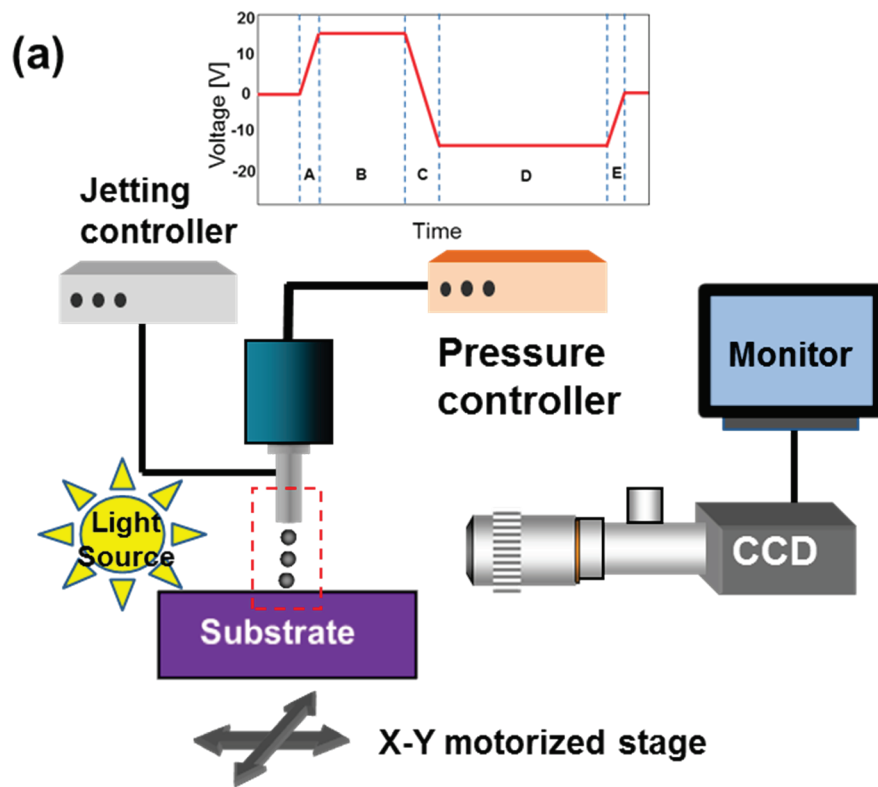 (a)
Voltage [V]
20
10
0
-10
-20
A
B
C
D
E
Time
Jetting
controller
Pressure
controller
Monitor
Light
Source
CCD
Substrate
X-Y motorized stage